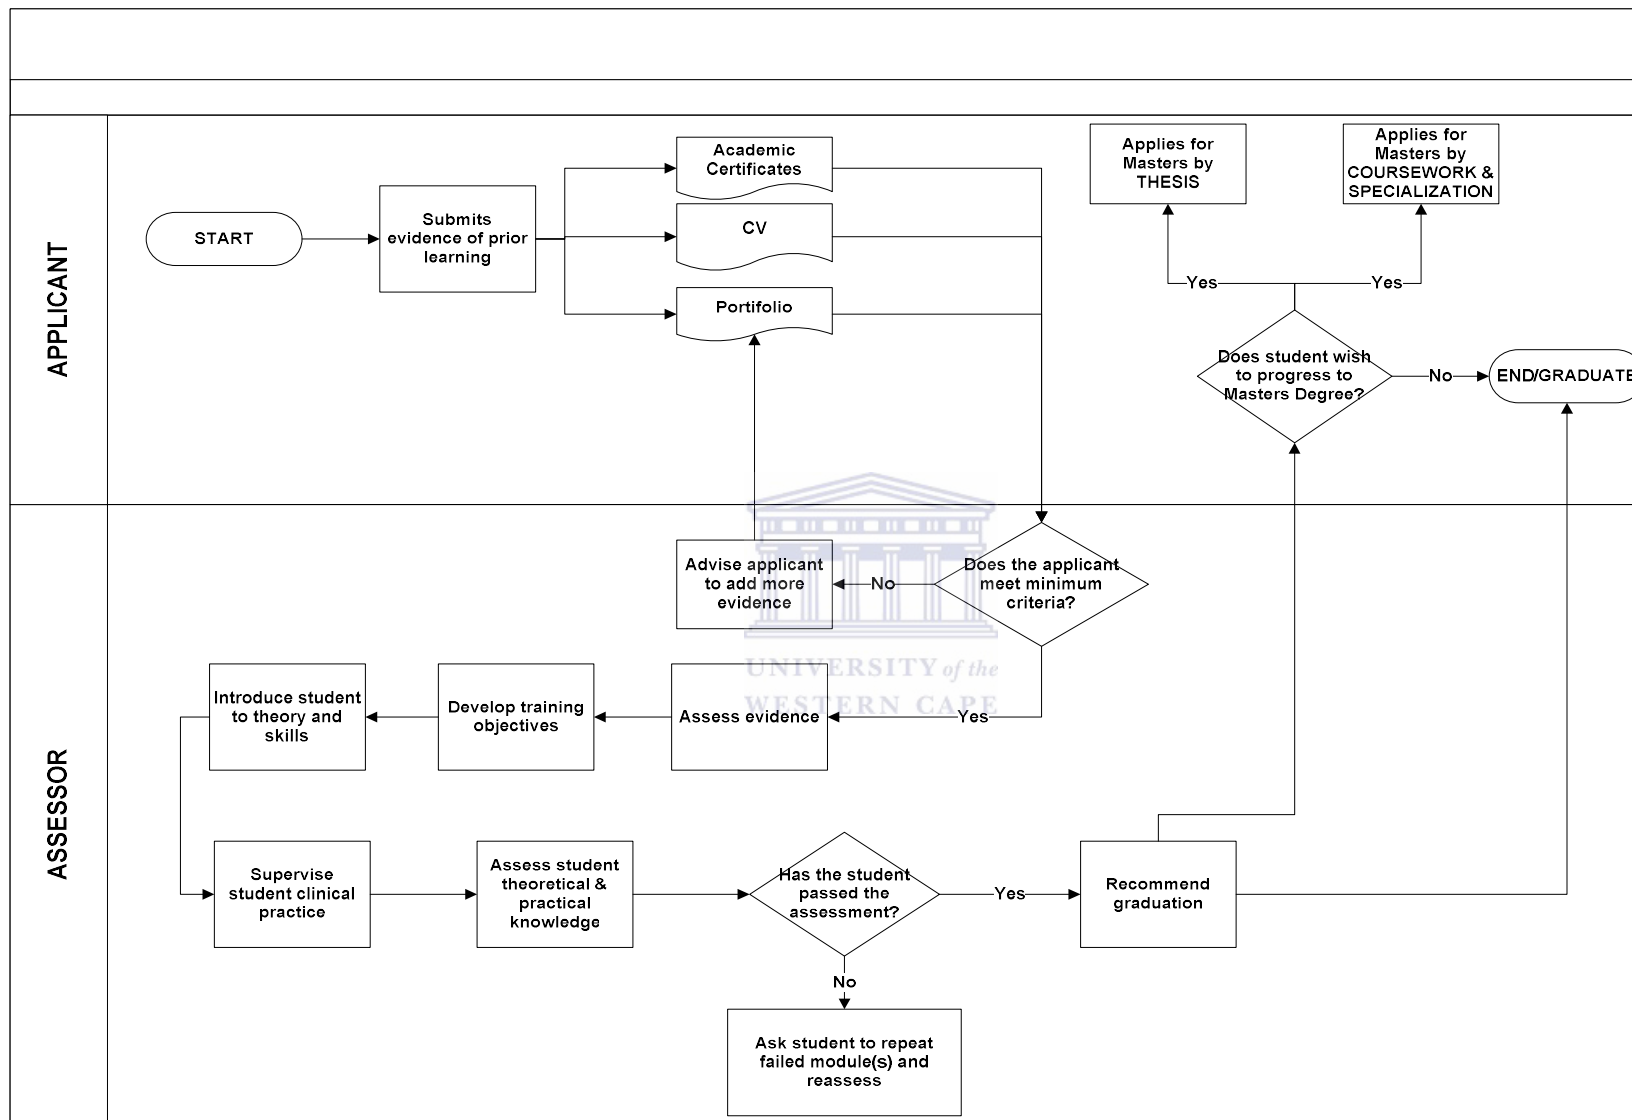 APPLICANT
START
Submits
evidence of prior
learning
Academic
Certificates
CV
Portifolio
Applies for
Masters by
THESIS
Applies for
Masters by
COURSEWORK &
SPECIALIZATION
Yes
Yes
Does student wish
to progress to
Masters Degree?
No
END/GRADUATE
ASSESSOR
Advise applicant
to add more
evidence
No
Does the applicant
meet minimum
criteria?
UNIVERSITY of the
WESTERN CAPE
Introduce student
to theory and
skills
Develop training
objectives
Assess evidence
Yes
Supervise
student clinical
practice
Assess student
theoretical &
practical
knowledge
Has the student
passed the
assessment?
Yes
Recommend
graduation
No
Ask student to repeat
failed module(s) and
reassess